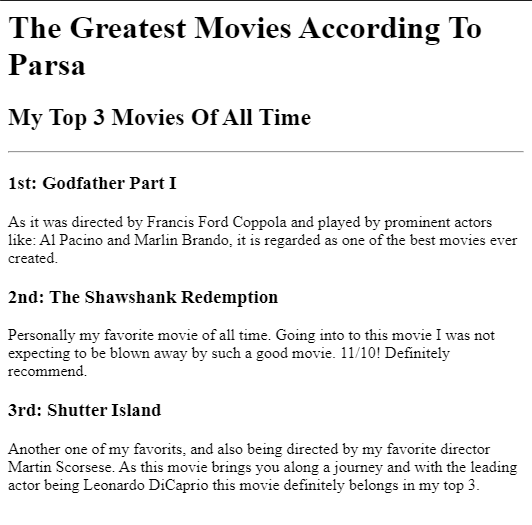 The Greatest Movies According To
Parsa
My Top 3 Movies Of All Time
1st: Godfather Part I
As it was directed by Francis Ford Coppola and played by prominent actors
like: Al Pacino and Marlin Brando, it is regarded as one of the best movies ever
created.
2nd: The Shawshank Redemption
Personally my favorite movie of all time. Going into to this movie I was not
expecting to be blown away by such a good movie. 11/10! Definitely
recommend.
3rd: Shutter Island
Another one of my favorits, and also being directed by my favorite director
Martin Scorsese. As this movie brings you along a journey and with the leading
actor being Leonardo DiCaprio this movie definitely belongs in my top 3.